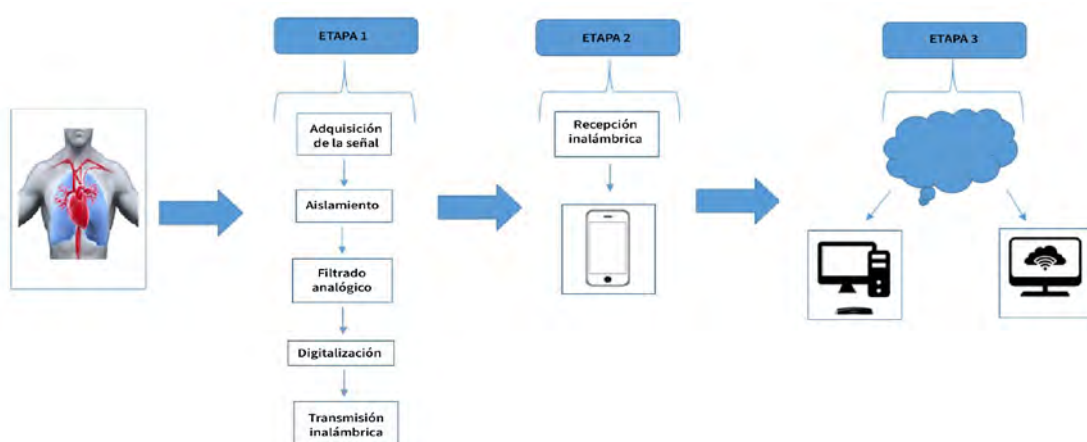 ETAPA 1
Adquisición
de la señal
Aislamiento
Filtrado
analógico
Digitalización
Transmisión
inalámbrica
ETAPA 2
Recepción
inalámbrica
ETAPA 3